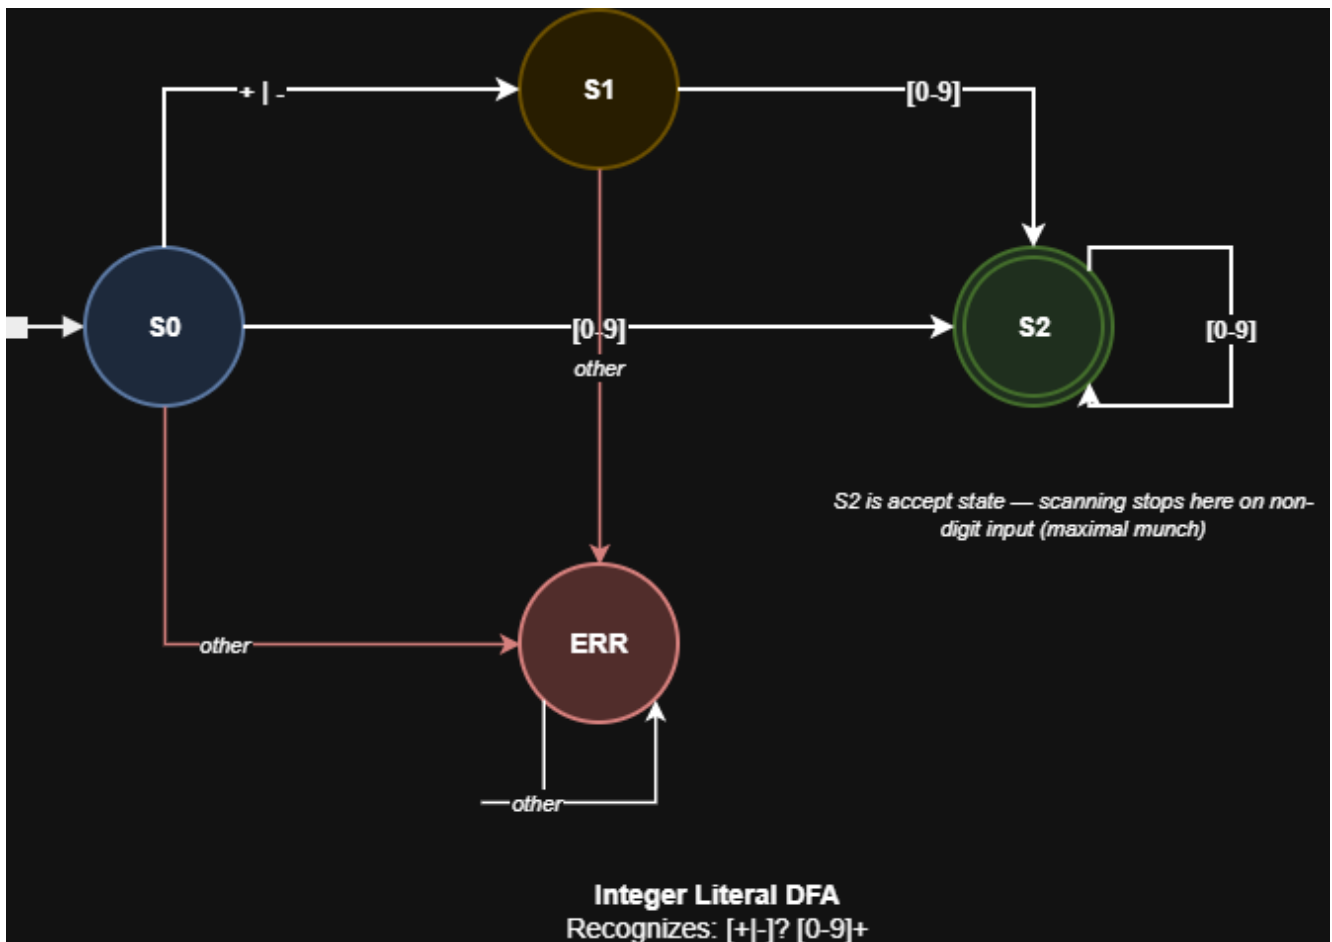 S1
+ | -
[0-9]
S0
[0-9]
S2
[0-9]
other
S2 is accept state — scanning stops here on non-
digit input (maximal munch)
other
ERR
other
Integer Literal DFA
Recognizes: [+|-]? [0-9]+